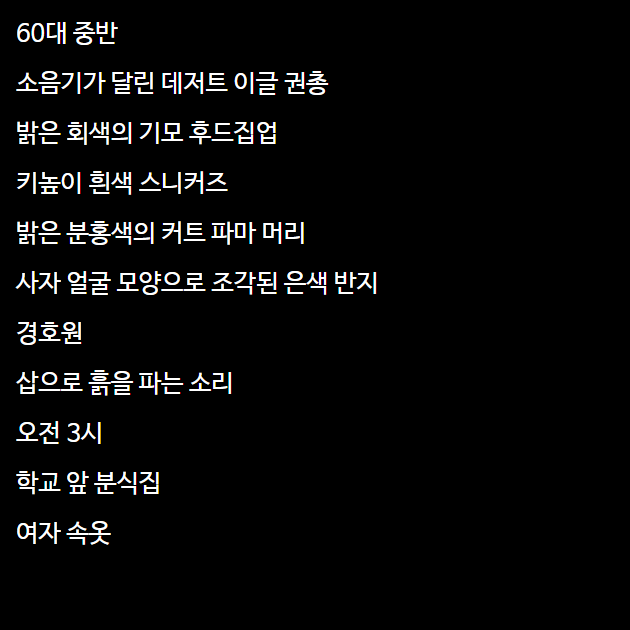 60대 중반
소음기가 달린 데저트 이글 권총
밝은 회색의 기모 후드집업
키높이 흰색 스니커즈
밝은 분홍색의 커트 파마 머리
사자 얼굴 모양으로 조각된 은색 반지
경호원
삽으로 흙을 파는 소리
오전 3시
학교 앞 분식집
여자 속옷